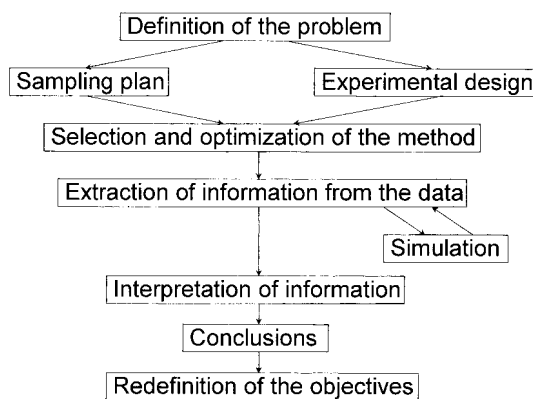 Definition of the problem
Sampling plan
Experimental design
Selection and optimization of the method
Extraction of information from the data
Simulation
Interpretation of information
Conclusions
Redefinition of the objectives